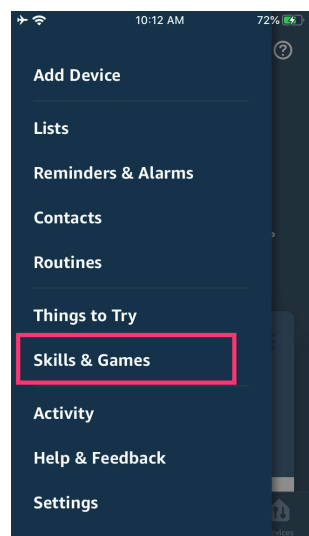 10:12 AM
72%
Add Device
Lists
Reminders & Alarms
Contacts
Routines
Things to Try
Skills & Games
Activity
Help & Feedback
Settings